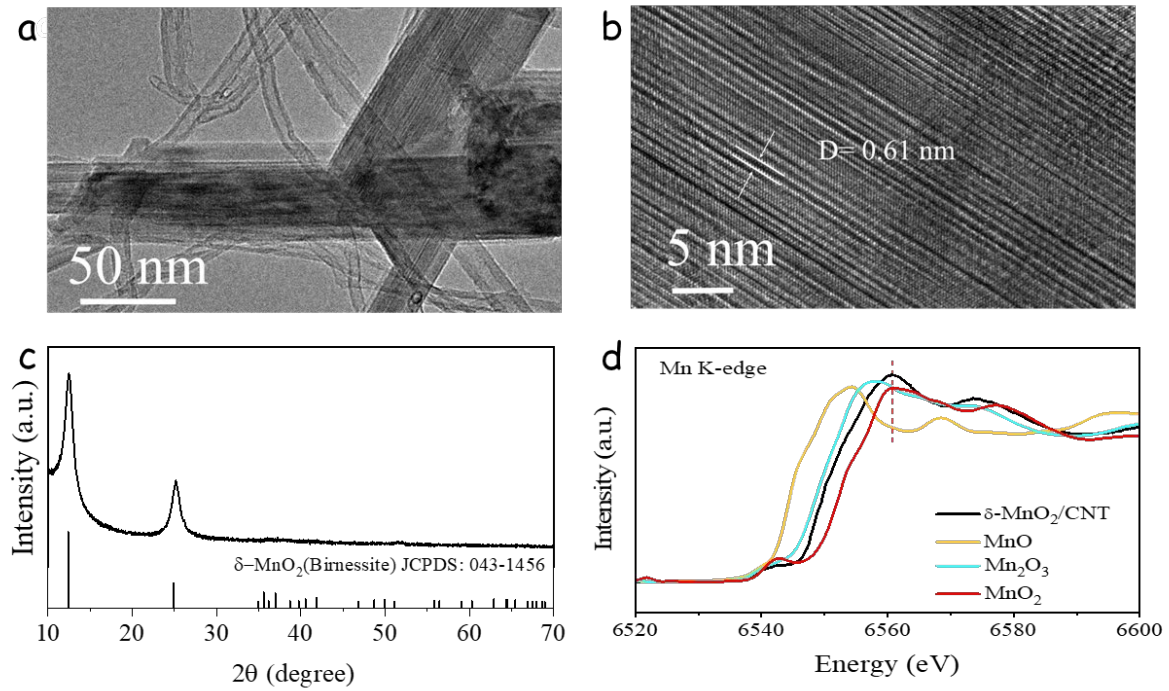 a
50 nm
b
D= 0.61 nm
5 nm
c
Intensity (a.u.)
δ−MnO₂(Birnessite) JCPDS: 043-1456
10 20 30 40 50 60 70
2θ (degree)
d
Mn K-edge
Intensity (a.u.)
δ-MnO₂/CNT
MnO
Mn₂O₃
MnO₂
6520 6540 6560 6580 6600
Energy (eV)